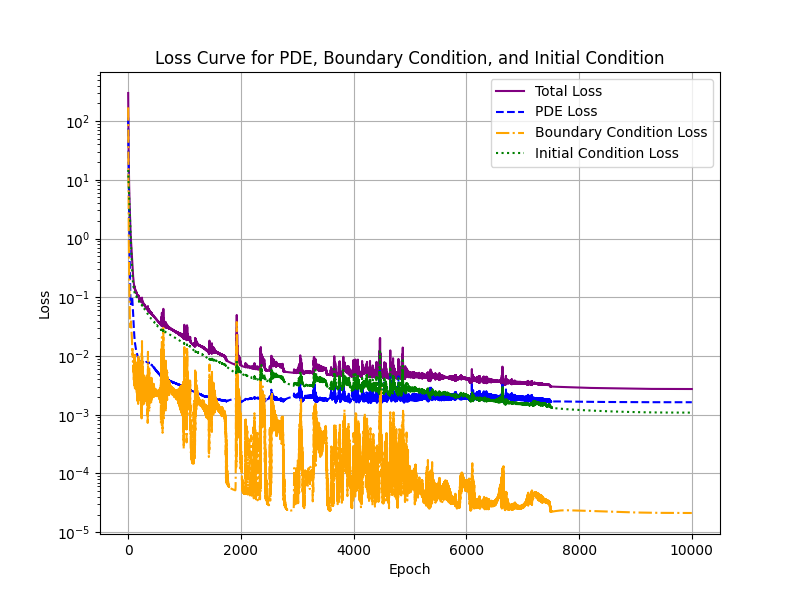 Loss Curve for PDE, Boundary Condition, and Initial Condition
Total Loss
PDE Loss
Boundary Condition Loss
Initial Condition Loss
10²
10¹
10⁰
10⁻¹
10⁻²
10⁻³
10⁻⁴
10⁻⁵
Loss
0 2000 4000 6000 8000 10000
Epoch